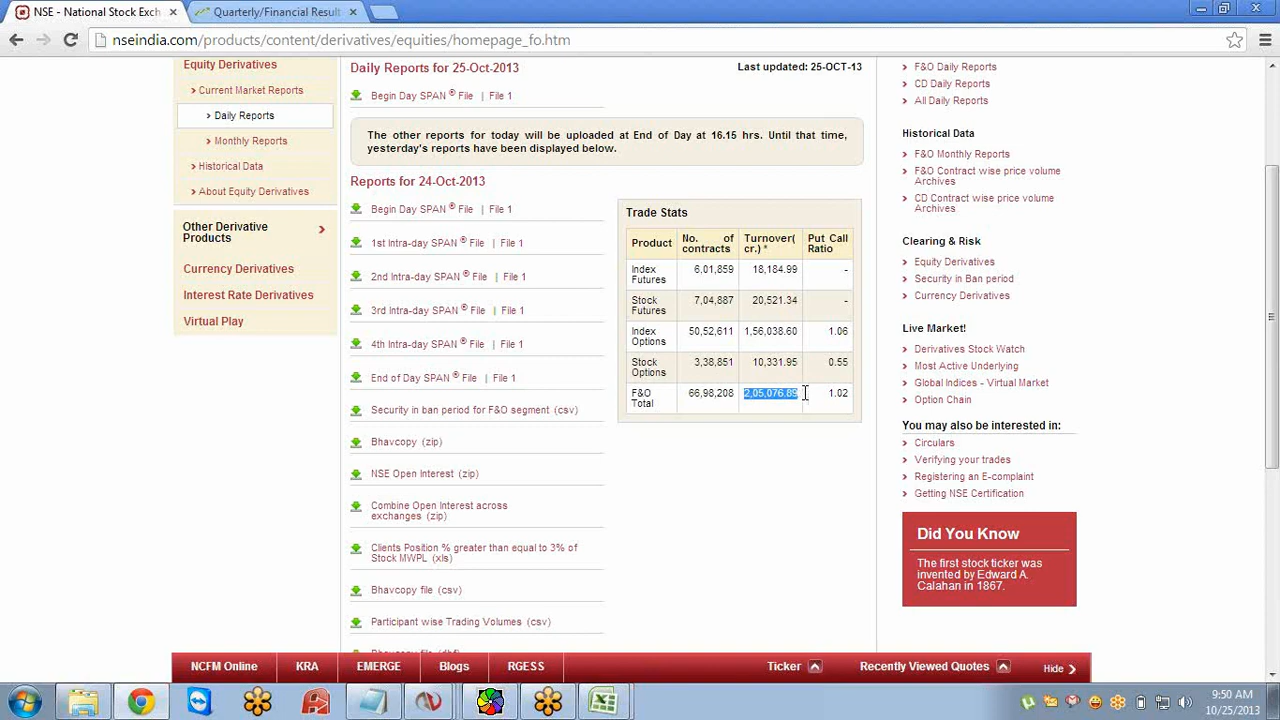 NSE - National Stock Exch
Quarterly/Financial Result
nseindia.com/products/content/derivatives/equities/homepage_fo.htm
Equity Derivatives
Current Market Reports
Daily Reports
Monthly Reports
Historical Data
About Equity Derivatives
Other Derivative
Products
Currency Derivatives
Interest Rate Derivatives
Virtual Play
Daily Reports for 25-Oct-2013
Last updated: 25-OCT-13
Begin Day SPAN ® File | File 1
The other reports for today will be uploaded at End of Day at 16.15 hrs. Until that time,
yesterday's reports have been displayed below.
Reports for 24-Oct-2013
Begin Day SPAN ® File | File 1
1st Intra-day SPAN ® File | File 1
2nd Intra-day SPAN ® File | File 1
3rd Intra-day SPAN ® File | File 1
4th Intra-day SPAN ® File | File 1
End of Day SPAN ® File | File 1
Security in ban period for F&O segment (csv)
Bhavcopy (zip)
NSE Open Interest (zip)
Combine Open Interest across
exchanges (zip)
Clients Position % greater than equal to 3% of
Stock MWPL (xls)
Bhavcopy file (csv)
Participant wise Trading Volumes (csv)
Trade Stats
Product No. of contracts Turnover( cr.) * Put Call Ratio
Index Futures 6,01,859 18,184.99 -
Stock Futures 7,04,887 20,521.34 -
Index Options 50,52,611 1,56,038.60 1.06
Stock Options 3,38,851 10,331.95 0.55
F&O Total 66,98,208 2,05,076.89 1.02
F&O Daily Reports
CD Daily Reports
All Daily Reports
Historical Data
F&O Monthly Reports
F&O Contract wise price volume
Archives
CD Contract wise price volume
Archives
Clearing & Risk
Equity Derivatives
Security in Ban period
Currency Derivatives
Live Market!
Derivatives Stock Watch
Most Active Underlying
Global Indices - Virtual Market
Option Chain
You may also be interested in:
Circulars
Verifying your trades
Registering an E-complaint
Getting NSE Certification
Did You Know
The first stock ticker was
invented by Edward A.
Calahan in 1867.
NCFM Online KRA EMERGE Blogs RGESS Ticker Recently Viewed Quotes Hide
9:50 AM
10/25/2013